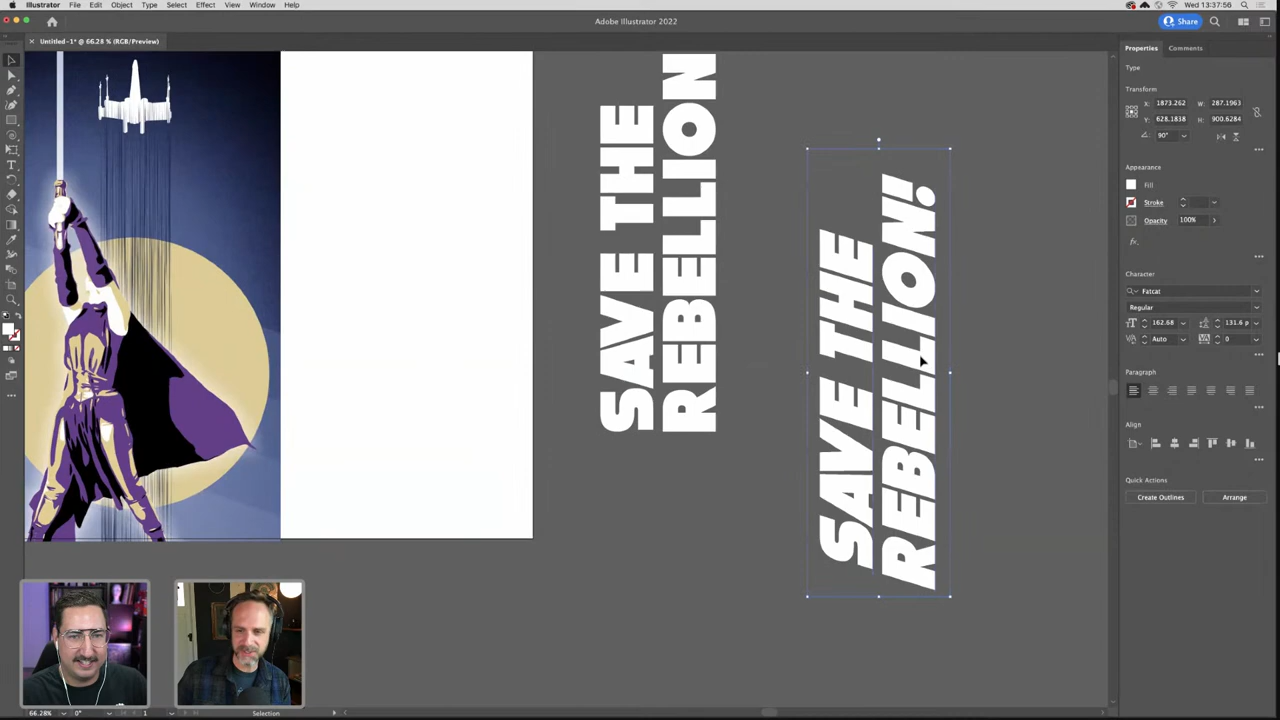 Illustrator File Edit Object Type Select Effect View Window Help
Wed 13:37:56
Adobe Illustrator 2022
Share
× Untitled-1* @ 66.28 % (RGB/Preview)
Properties Comments
Type
Transform
X: 1873.262 W: 287.1963
Y: 628.1838 H: 900.6284
90°
Appearance
Fill
Stroke
Opacity 100%
fx.
Character
Fatcat
Regular
162.68 131.6 p
Auto 0
Paragraph
Align
Quick Actions
Create Outlines Arrange
SAVE THE
REBELLION
SAVE THE
REBELLION!
66.28% 0° 1 Selection